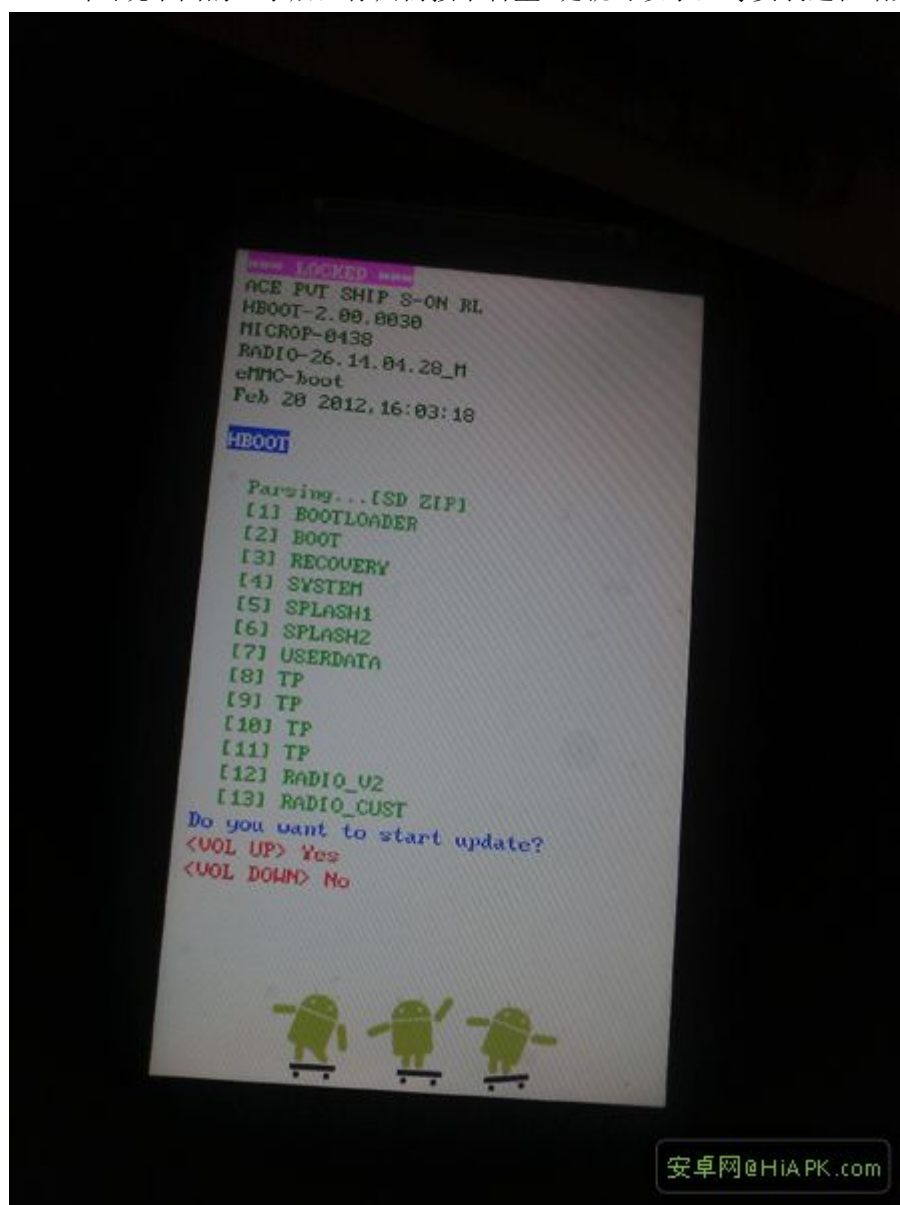 *** LOCKED ***
ACE PVT SHIP S-ON RL
HBOOT-2.00.0030
MICROP-0438
RADIO-26.14.04.28_M
eMMC-boot
Feb 20 2012,16:03:18
HBOOT
Parsing...[SD ZIP]
[1] BOOTLOADER
[2] BOOT
[3] RECOVERY
[4] SYSTEM
[5] SPLASH1
[6] SPLASH2
[7] USERDATA
[8] TP
[9] TP
[10] TP
[11] TP
[12] RADIO_V2
[13] RADIO_CUST
Do you want to start update?
<VOL UP> Yes
<VOL DOWN> No
安卓网@HiAPK.com